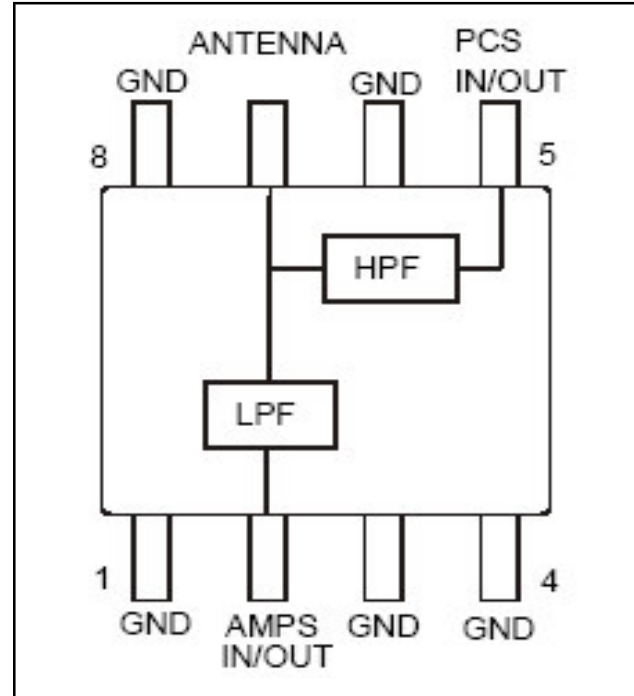 ANTENNA
PCS
GND
GND
IN/OUT
8
5
HPF
LPF
1
4
GND
AMPS
GND
GND
IN/OUT